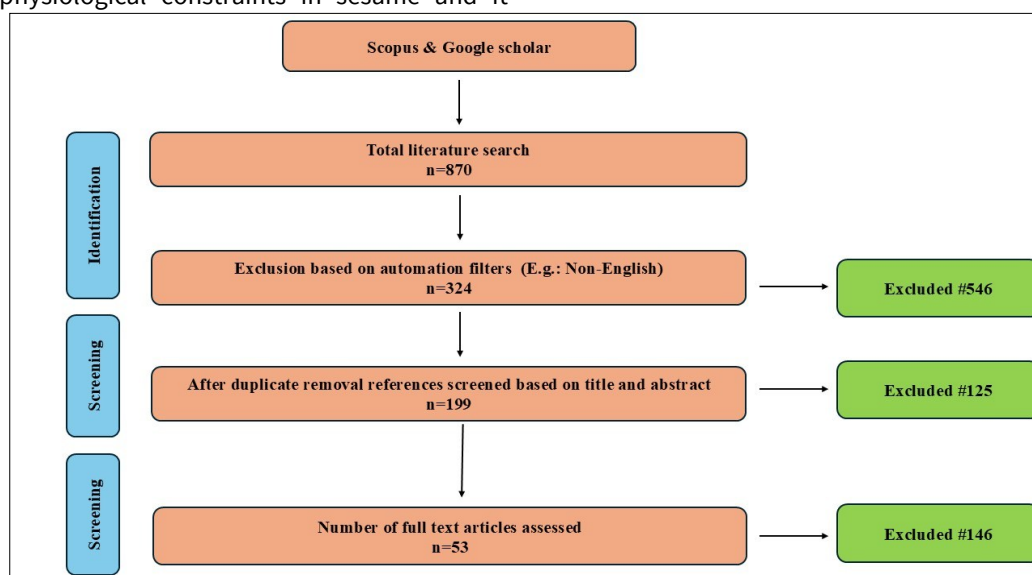 physiological constraints in sesame and it
Scopus & Google scholar
Identification
Total literature search
n=870
Exclusion based on automation filters (E.g.: Non-English)
n=324
Excluded #546
Screening
After duplicate removal references screened based on title and abstract
n=199
Excluded #125
Screening
Number of full text articles assessed
n=53
Excluded #146